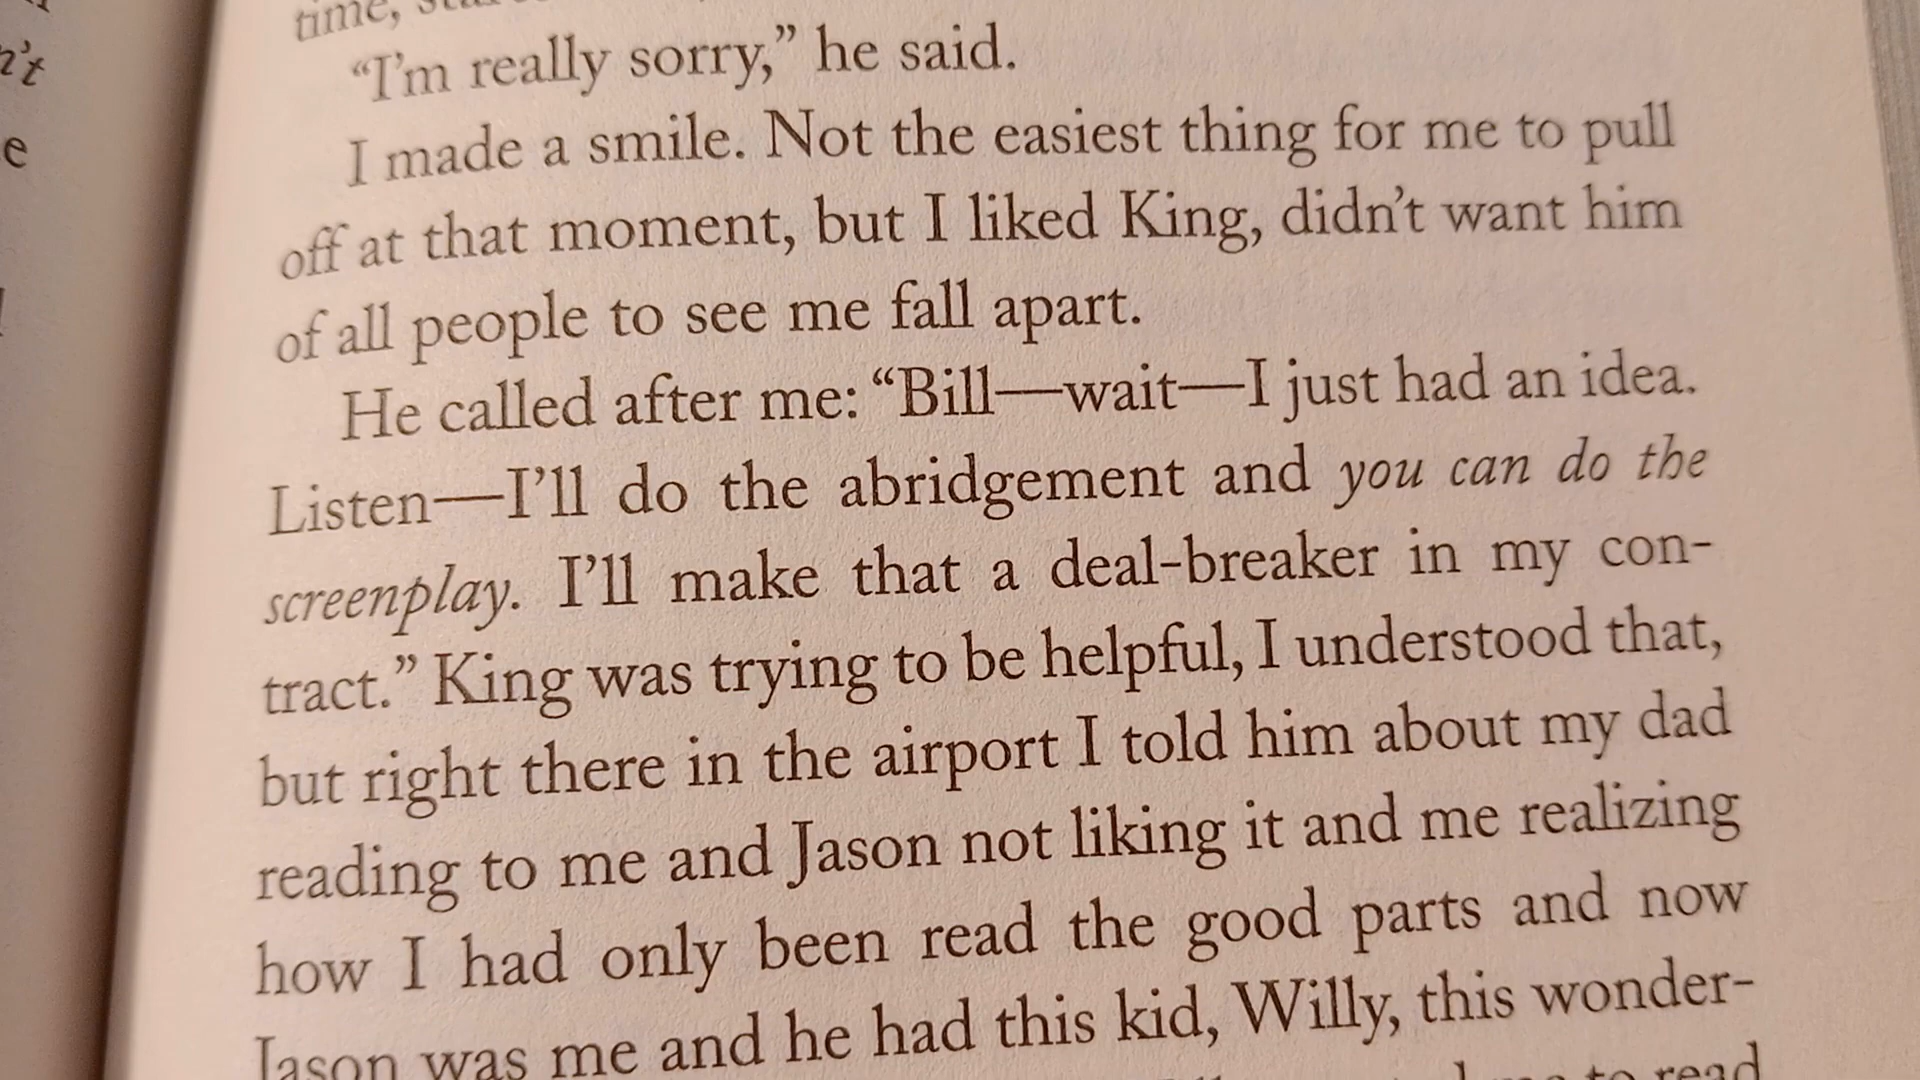 n't
e
time,
“I'm really sorry,” he said.
I made a smile. Not the easiest thing for me to pull
off at that moment, but I liked King, didn't want him
of all people to see me fall apart.
He called after me: “Bill—wait—I just had an idea.
Listen—I'll do the abridgement and you can do the
screenplay. I'll make that a deal-breaker in my con-
tract.” King was trying to be helpful, I understood that,
but right there in the airport I told him about my dad
reading to me and Jason not liking it and me realizing
how I had only been read the good parts and now
Jason was me and he had this kid, Willy, this wonder-
to read